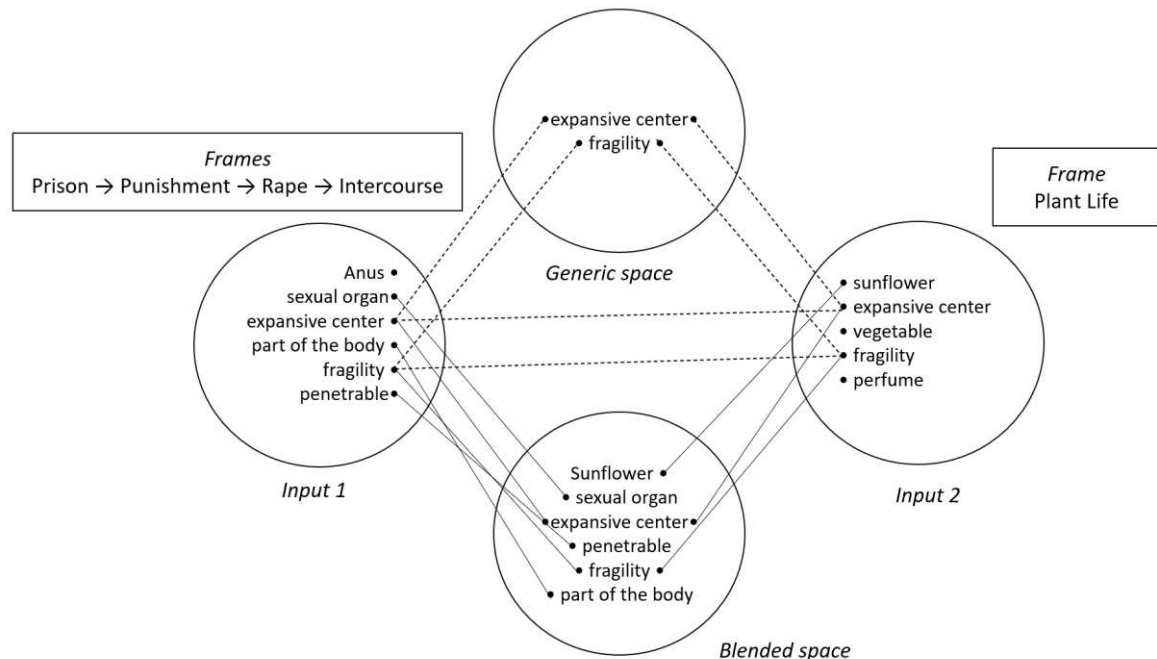 expansive center
fragility
Frames
Prison → Punishment → Rape → Intercourse
Frame
Plant Life
Generic space
Anus
sexual organ
expansive center
part of the body
fragility
penetrable
Input 1
sunflower
expansive center
vegetable
fragility
perfume
Input 2
Sunflower
sexual organ
expansive center
penetrable
fragility
part of the body
Blended space